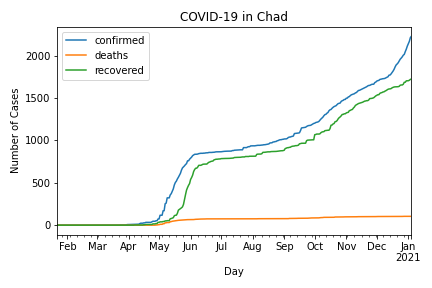 COVID-19 in Chad
confirmed
deaths
recovered
Number of Cases
2000
1500
1000
500
0
Feb Mar Apr May Jun Jul Aug Sep Oct Nov Dec Jan
2021
Day